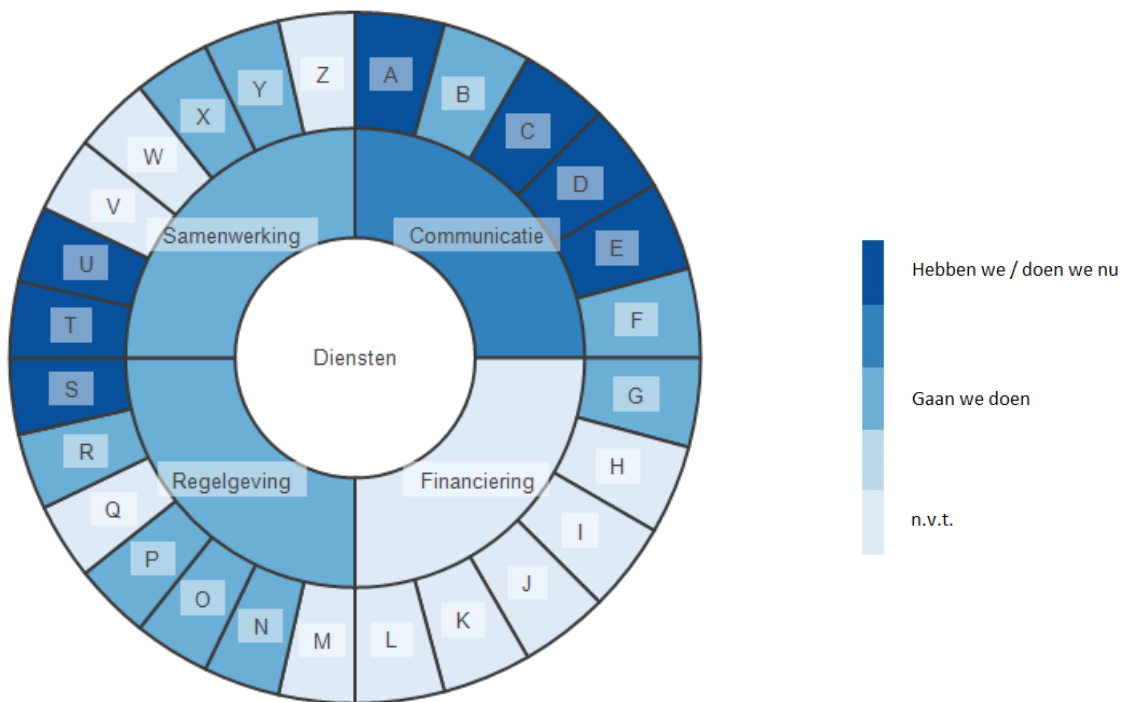 Z
A
Y
B
X
C
W
D
V
Samenwerking
Communicatie
E
U
T
F
Diensten
S
G
R
H
Regelgeving
Financiering
Q
I
P
J
O
K
N
M
L
Hebben we / doen we nu
Gaan we doen
n.v.t.